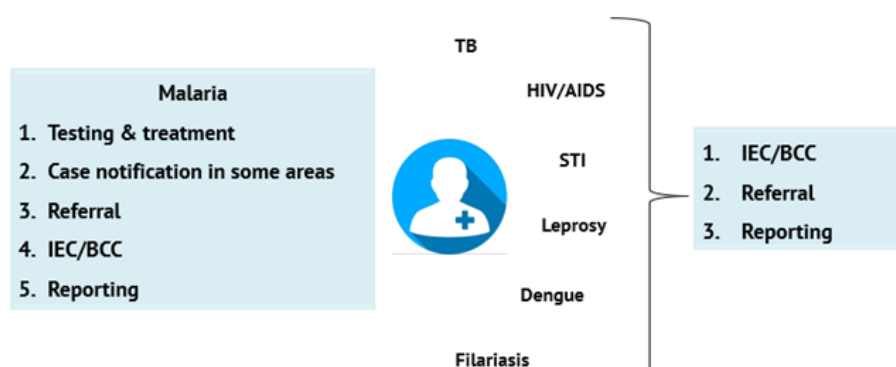 Malaria
1. Testing & treatment
2. Case notification in some areas
3. Referral
4. IEC/BCC
5. Reporting
TB
HIV/AIDS
STI
Leprosy
Dengue
Filariasis
1. IEC/BCC
2. Referral
3. Reporting